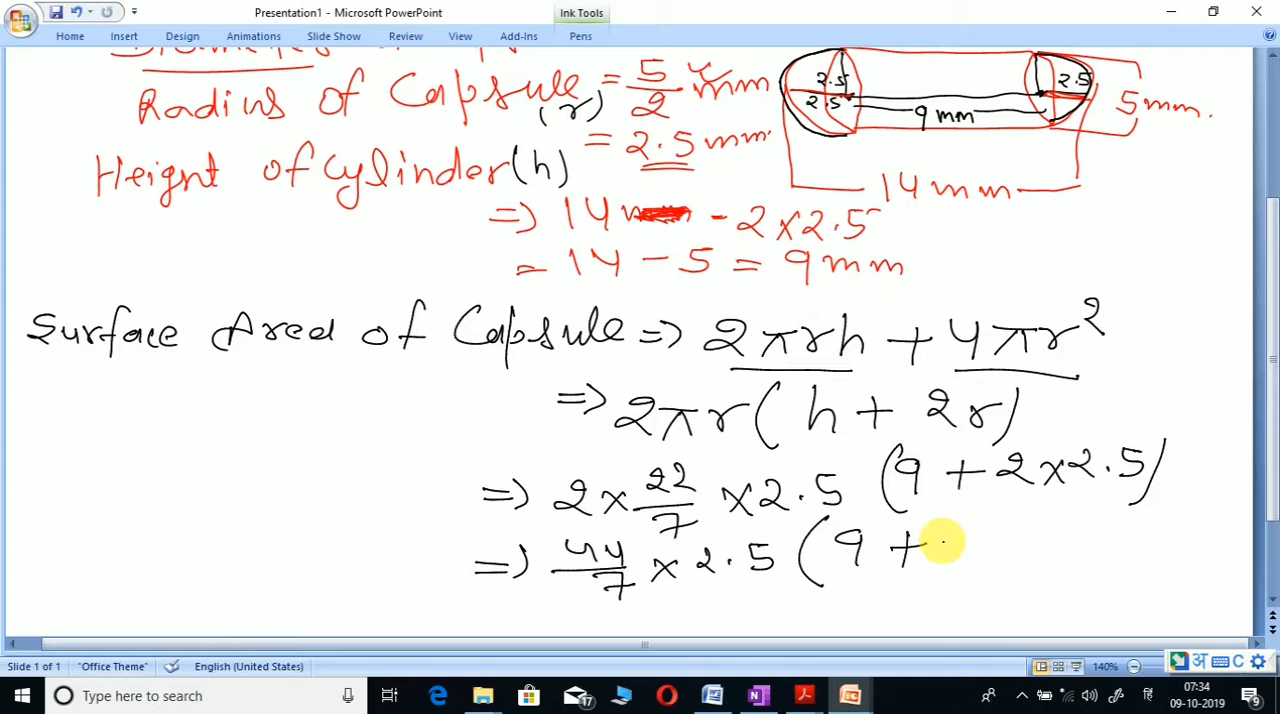 Presentation1 - Microsoft PowerPoint
Ink Tools
Home Insert Design Animations Slide Show Review View Add-Ins Pens
Radius of Capsule = 5/2 mm
(r)
= 2.5 mm
2.5 2.5
2.5
9 mm
5 mm.
14 mm
Height of Cylinder (h)
=> 14 - 2 × 2.5
= 14 - 5 = 9 mm
Surface Area of Capsule => 2πrh + 4πr²
=> 2πr (h + 2r)
=> 2 × 22/7 × 2.5 (9 + 2 × 2.5)
=> 44/7 × 2.5 (9 +
Slide 1 of 1 "Office Theme" English (United States) 140%
अ C
Type here to search
17
हिं
07:34
09-10-2019
9